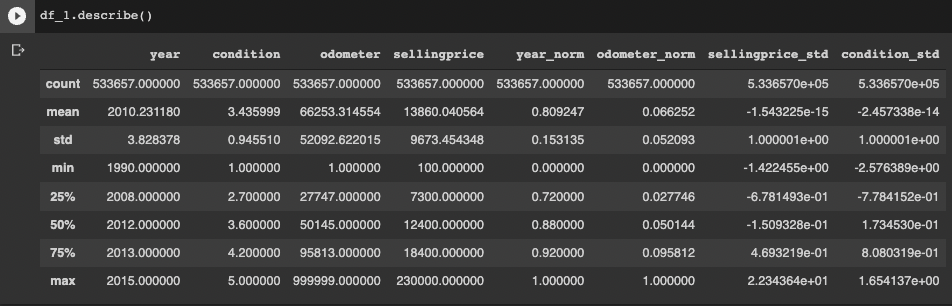 df_1.describe()
year condition odometer sellingprice year_norm odometer_norm sellingprice_std condition_std
count 533657.000000 533657.000000 533657.000000 533657.000000 533657.000000 533657.000000 5.336570e+05 5.336570e+05
mean 2010.231180 3.435999 66253.314554 13860.040564 0.809247 0.066252 -1.543225e-15 -2.457338e-14
std 3.828378 0.945510 52092.622015 9673.454348 0.153135 0.052093 1.000001e+00 1.000001e+00
min 1990.000000 1.000000 1.000000 100.000000 0.000000 0.000000 -1.422455e+00 -2.576389e+00
25% 2008.000000 2.700000 27747.000000 7300.000000 0.720000 0.027746 -6.781493e-01 -7.784152e-01
50% 2012.000000 3.600000 50145.000000 12400.000000 0.880000 0.050144 -1.509328e-01 1.734530e-01
75% 2013.000000 4.200000 95813.000000 18400.000000 0.920000 0.095812 4.693219e-01 8.080319e-01
max 2015.000000 5.000000 999999.000000 230000.000000 1.000000 1.000000 2.234364e+01 1.654137e+00